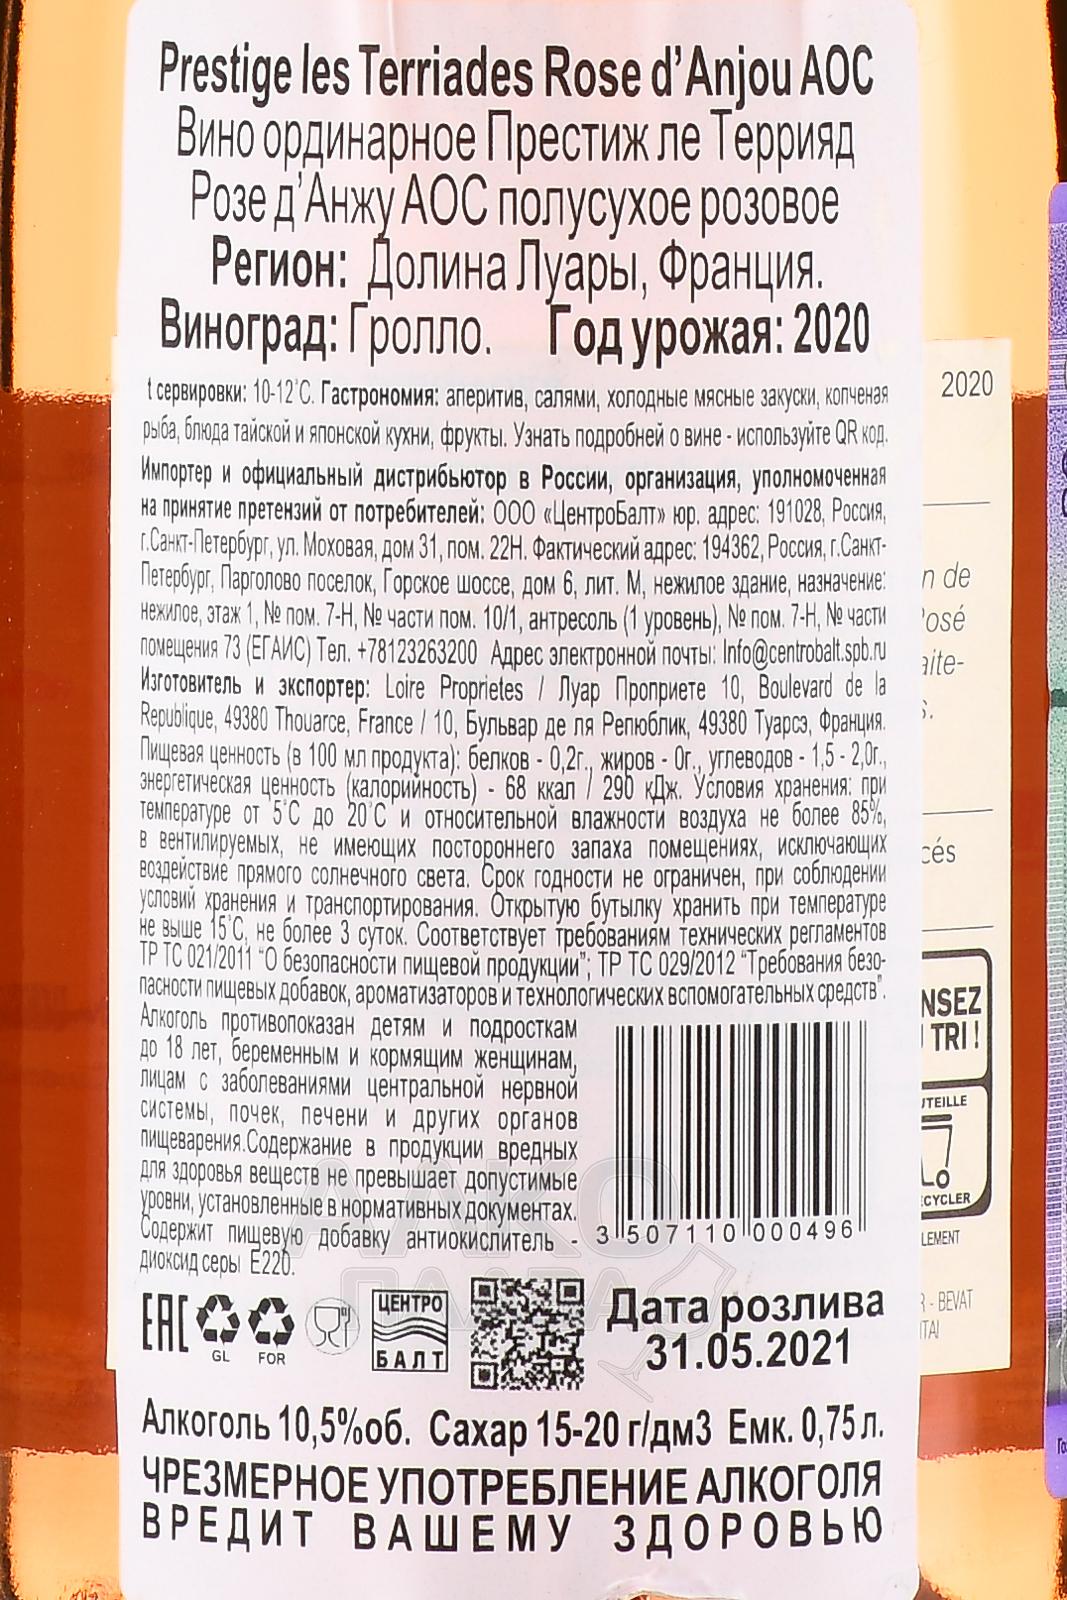 Prestige les Terriades Rose d’Anjou AOC
Вино ординарное Престиж ле Террияд
Розе д’Анжу АОС полусухое розовое
Регион: Долина Луары, Франция.
Виноград: Гролло. Год урожая: 2020
t сервировки: 10-12°С. Гастрономия: аперитив, салями, холодные мясные закуски, копченая
рыба, блюда тайской и японской кухни, фрукты. Узнать подробней о вине - используйте QR код.
Импортер и официальный дистрибьютор в России, организация, уполномоченная
на принятие претензий от потребителей: ООО «ЦентроБалт» юр. адрес: 191028, Россия,
г.Санкт-Петербург, ул. Моховая, дом 31, пом. 22Н. Фактический адрес: 194362, Россия, г.Санкт-
Петербург, Парголово поселок, Горское шоссе, дом 6, лит. М, нежилое здание, назначение:
нежилое, этаж 1, № пом. 7-Н, № части пом. 10/1, антресоль (1 уровень), № пом. 7-Н, № части
помещения 73 (ЕГАИС) Тел. +78123263200 Адрес электронной почты: Info@centrobalt.spb.ru
Изготовитель и экспортер: Loire Proprietes / Луар Проприете 10, Boulevard de la
Republique, 49380 Thouarce, France / 10, Бульвар де ля Репюблик, 49380 Туарсэ, Франция.
Пищевая ценность (в 100 мл продукта): белков - 0,2г., жиров - 0г., углеводов - 1,5 - 2,0г.,
энергетическая ценность (калорийность) - 68 ккал / 290 кДж. Условия хранения: при
температуре от 5°С до 20°С и относительной влажности воздуха не более 85%,
в вентилируемых, не имеющих постороннего запаха помещениях, исключающих
воздействие прямого солнечного света. Срок годности не ограничен, при соблюдении
условий хранения и транспортирования. Открытую бутылку хранить при температуре
не выше 15°С, не более 3 суток. Соответствует требованиям технических регламентов
ТР ТС 021/2011 “О безопасности пищевой продукции”; ТР ТС 029/2012 “Требования безо-
пасности пищевых добавок, ароматизаторов и технологических вспомогательных средств”.
Алкоголь противопоказан детям и подросткам
до 18 лет, беременным и кормящим женщинам,
лицам с заболеваниями центральной нервной
системы, почек, печени и других органов
пищеварения.Содержание в продукции вредных
для здоровья веществ не превышает допустимые
уровни, установленные в нормативных документах.
Содержит пищевую добавку антиокислитель -
диоксид серы Е220.
3 507110 000496
ЕАС
GL
FOR
ЦЕНТРО
БАЛТ
Дата розлива
31.05.2021
Алкоголь 10,5%об. Сахар 15-20 г/дм3 Емк. 0,75 л.
ЧРЕЗМЕРНОЕ УПОТРЕБЛЕНИЕ АЛКОГОЛЯ
ВРЕДИТ ВАШЕМУ ЗДОРОВЬЮ
2020
n de
osé
aite-
s.
cés
NSEZ
TRI !
UTEILLE
ECYCLER
LEMENT
R - BEVAT
ITAI
АЛКО
ПАРК